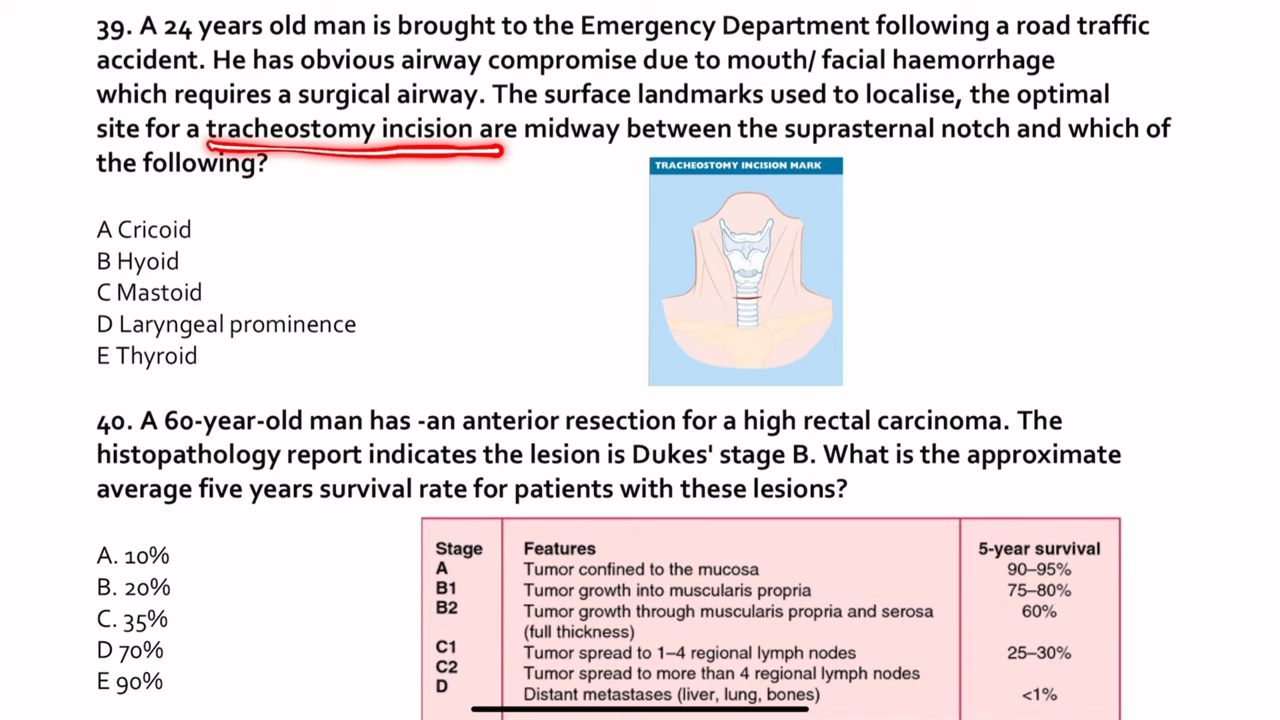 39. A 24 years old man is brought to the Emergency Department following a road traffic
accident. He has obvious airway compromise due to mouth/ facial haemorrhage
which requires a surgical airway. The surface landmarks used to localise, the optimal
site for a tracheostomy incision are midway between the suprasternal notch and which of
the following?
TRACHEOSTOMY INCISION MARK
A Cricoid
B Hyoid
C Mastoid
D Laryngeal prominence
E Thyroid
40. A 60-year-old man has -an anterior resection for a high rectal carcinoma. The
histopathology report indicates the lesion is Dukes' stage B. What is the approximate
average five years survival rate for patients with these lesions?
A. 10%
B. 20%
C. 35%
D 70%
E 90%
Stage Features 5-year survival
A Tumor confined to the mucosa 90–95%
B1 Tumor growth into muscularis propria 75–80%
B2 Tumor growth through muscularis propria and serosa 60%
(full thickness)
C1 Tumor spread to 1–4 regional lymph nodes 25–30%
C2 Tumor spread to more than 4 regional lymph nodes
D Distant metastases (liver, lung, bones) <1%